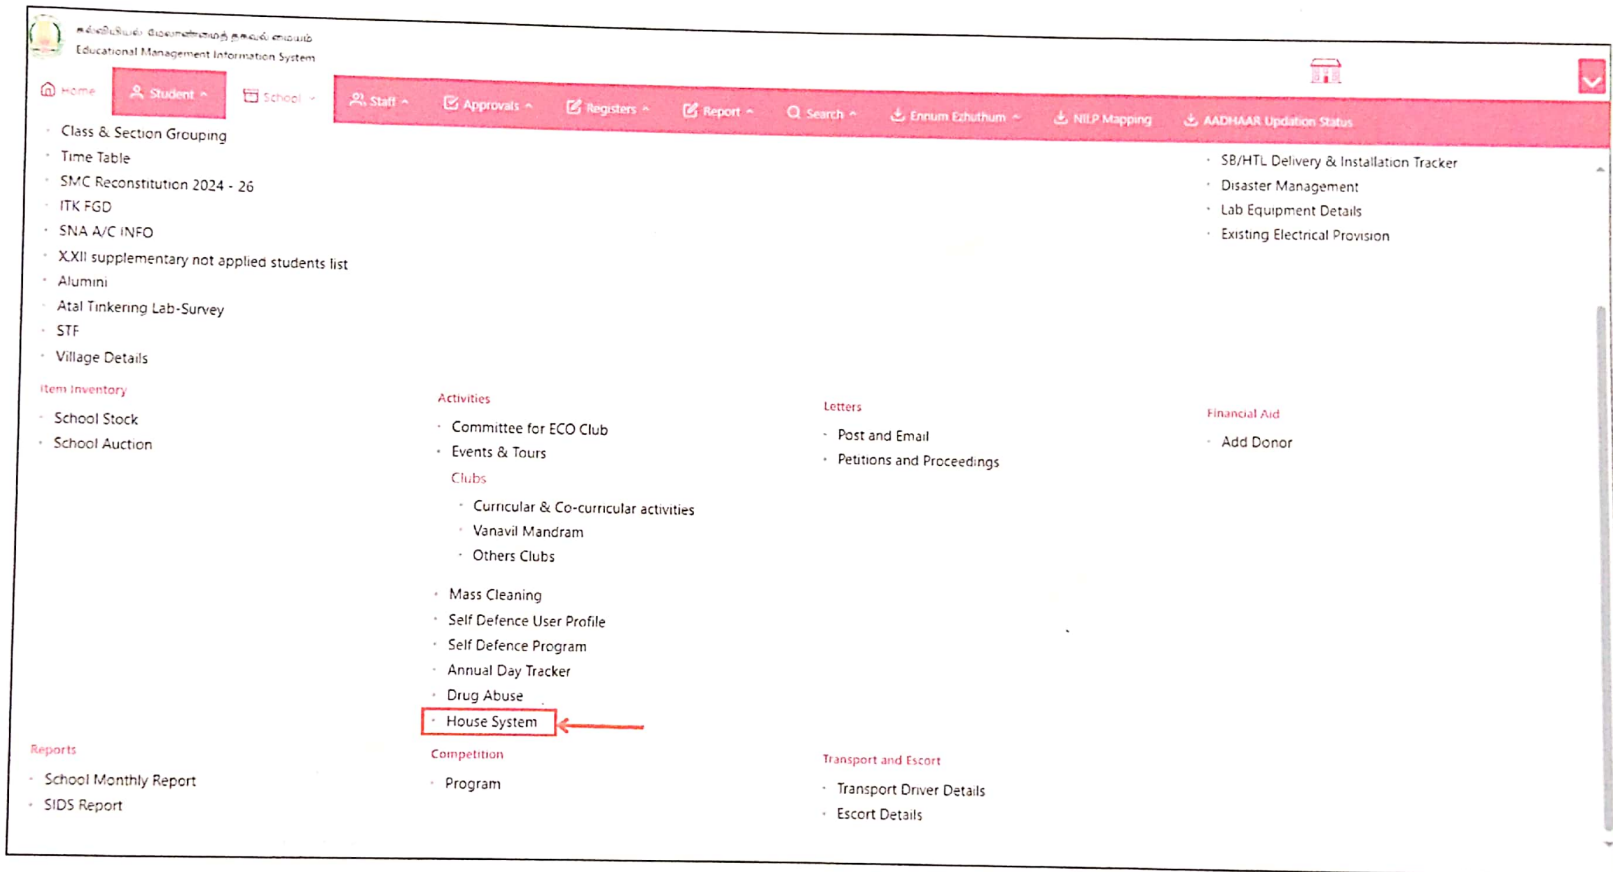 கல்வியியல் மேலாண்மைத் தகவல் மையம்
Educational Management Information System
Home
Student
School
Staff
Approvals
Registers
Report
Search
Ennum Ezhuthum
NILP Mapping
AADHAAR Updation Status
Class & Section Grouping
Time Table
SMC Reconstitution 2024 - 26
ITK FGD
SNA A/C INFO
X,XII supplementary not applied students list
Alumini
Atal Tinkering Lab-Survey
STF
Village Details
SB/HTL Delivery & Installation Tracker
Disaster Management
Lab Equipment Details
Existing Electrical Provision
Item Inventory
School Stock
School Auction
Activities
Committee for ECO Club
Events & Tours
Clubs
Curricular & Co-curricular activities
Vanavil Mandram
Others Clubs
Mass Cleaning
Self Defence User Profile
Self Defence Program
Annual Day Tracker
Drug Abuse
House System
Letters
Post and Email
Petitions and Proceedings
Financial Aid
Add Donor
Reports
School Monthly Report
SIDS Report
Competition
Program
Transport and Escort
Transport Driver Details
Escort Details